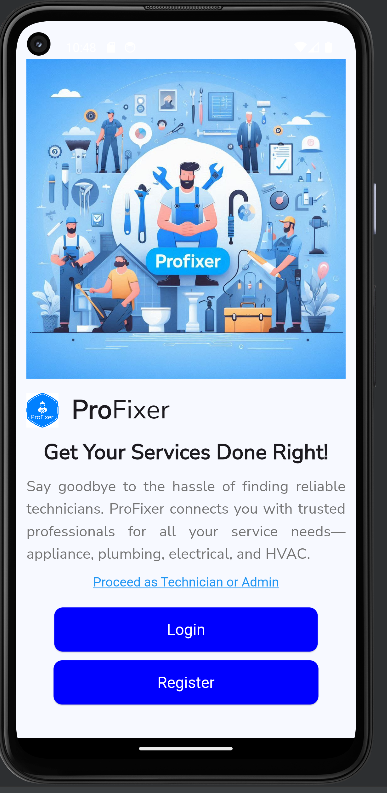 Profixer
ProFixer
ProFixer
Get Your Services Done Right!
Say goodbye to the hassle of finding reliable
technicians. ProFixer connects you with trusted
professionals for all your service needs—
appliance, plumbing, electrical, and HVAC.
Proceed as Technician or Admin
Login
Register